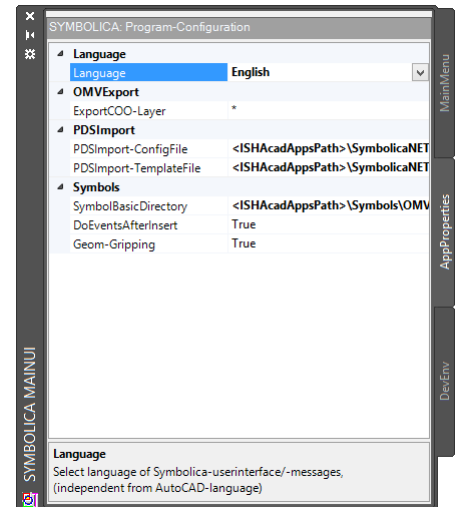 SYMBOLICA: Program-Configuration
Language
Language English
OMVExport
ExportCOO-Layer *
PDSImport
PDSImport-ConfigFile <ISHAcadAppsPath>\SymbolicaNET
PDSImport-TemplateFile <ISHAcadAppsPath>\SymbolicaNET
Symbols
SymbolBasicDirectory <ISHAcadAppsPath>\Symbols\OMV
DoEventsAfterInsert True
Geom-Gripping True
Language
Select language of Symbolica-userinterface/-messages,
(independent from AutoCAD-language)
SYMBOLICA MAINUI
MainMenu
AppProperties
DevEnv